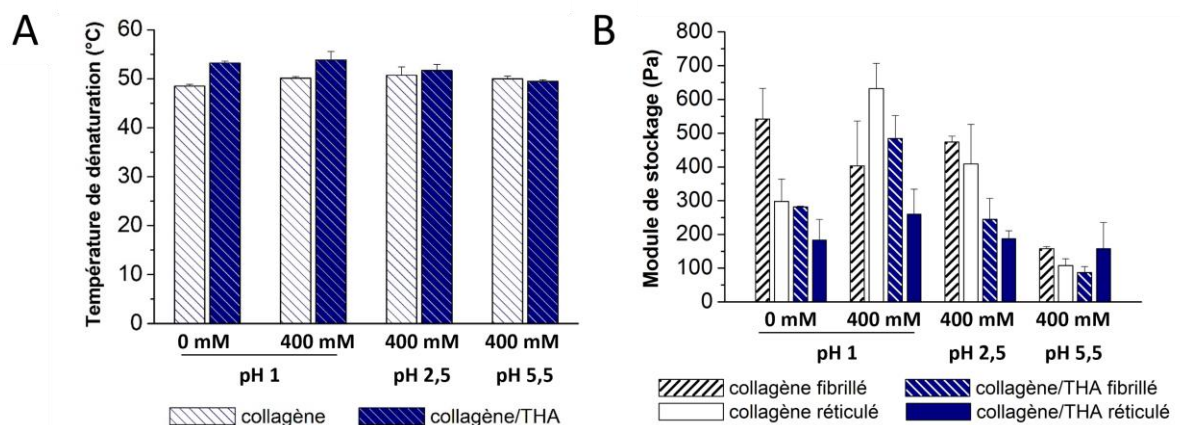 A
Température de dénaturation (°C)
60
50
40
30
20
10
0
0 mM 400 mM 400 mM 400 mM
pH 1 pH 2,5 pH 5,5
collagène collagène/THA
B
Module de stockage (Pa)
800
700
600
500
400
300
200
100
0
0 mM 400 mM 400 mM 400 mM
pH 1 pH 2,5 pH 5,5
collagène fibrillé collagène/THA fibrillé
collagène réticulé collagène/THA réticulé